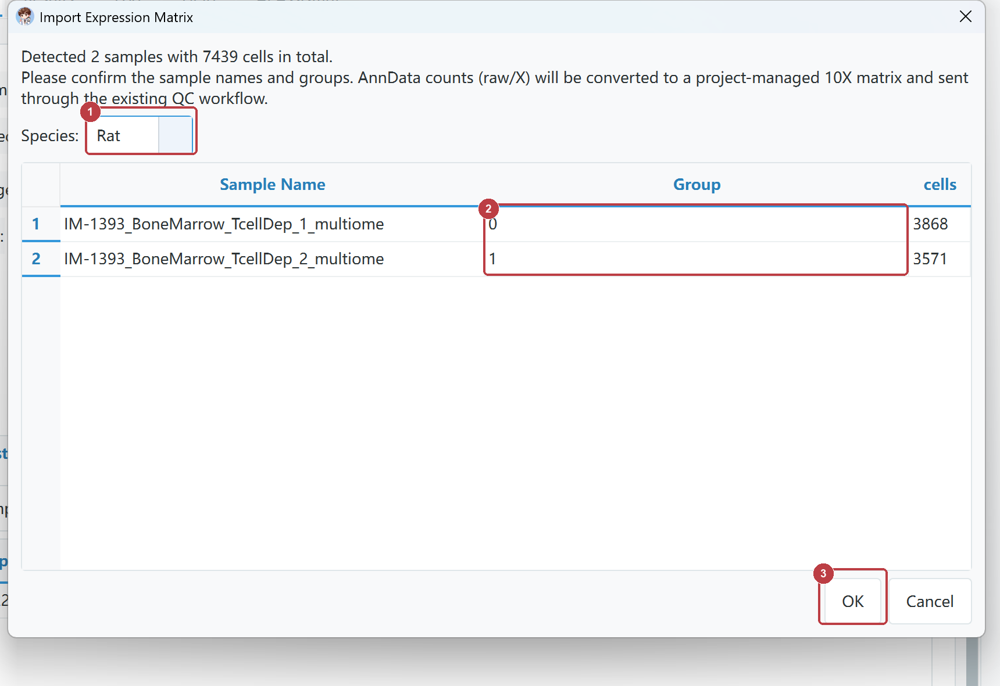 Import Expression Matrix
Detected 2 samples with 7439 cells in total.
Please confirm the sample names and groups. AnnData counts (raw/X) will be converted to a project-managed 10X matrix and sent
through the existing QC workflow.
1
Species: Rat
Sample Name Group cells
2
1 IM-1393_BoneMarrow_TcellDep_1_multiome 0 3868
2 IM-1393_BoneMarrow_TcellDep_2_multiome 1 3571
3
OK Cancel